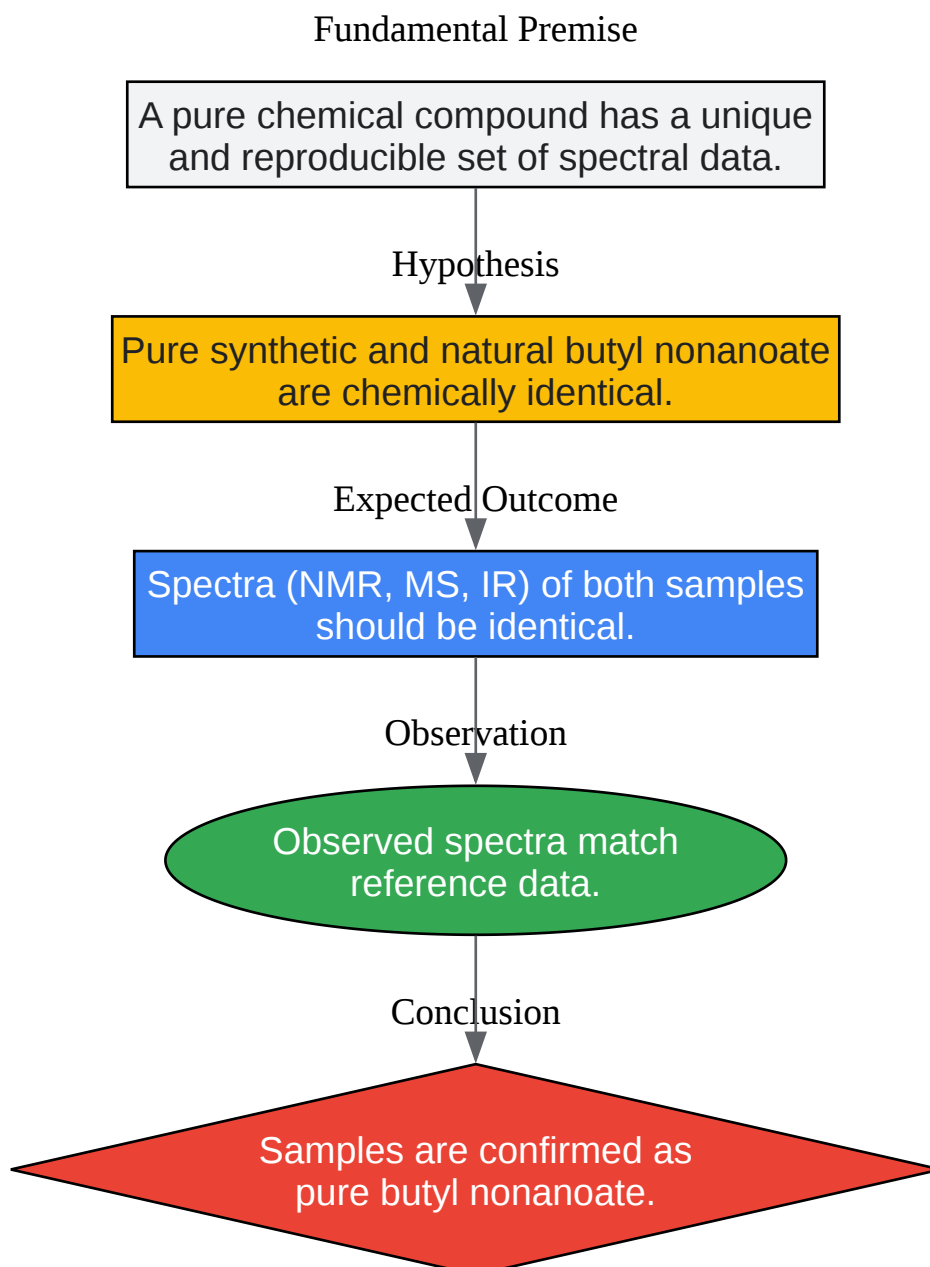 Fundamental Premise
A pure chemical compound has a unique
and reproducible set of spectral data.
Hypothesis
Pure synthetic and natural butyl nonanoate
are chemically identical.
Expected Outcome
Spectra (NMR, MS, IR) of both samples
should be identical.
Observation
Observed spectra match
reference data.
Conclusion
Samples are confirmed as
pure butyl nonanoate.